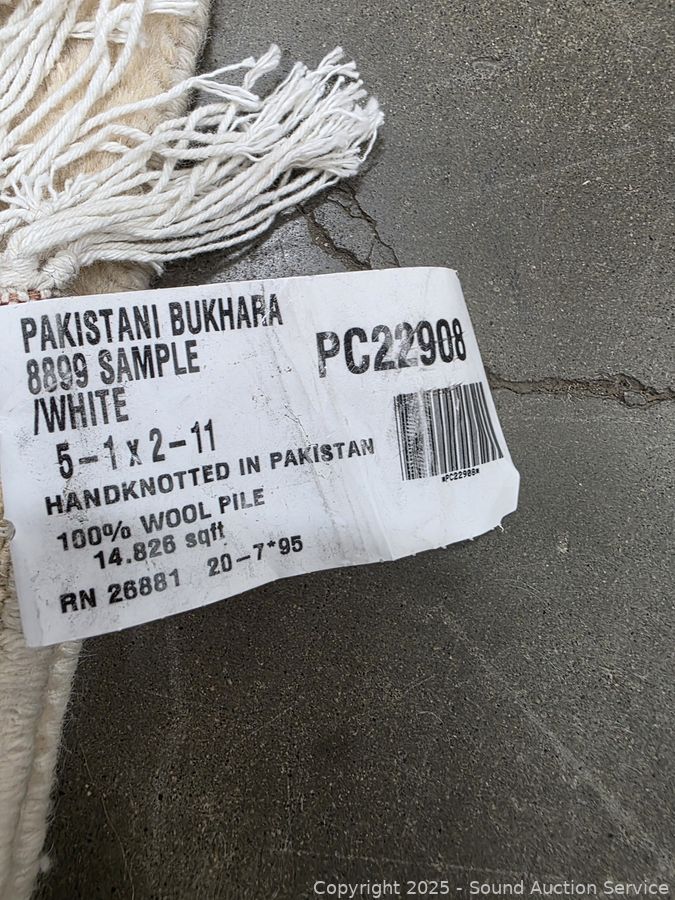 PAKISTANI BUKHARA
8899 SAMPLE
/WHITE
PC22908
5-1 x 2-11
*PC22908*
HANDKNOTTED IN PAKISTAN
100% WOOL PILE
14.826 sqft
RN 26881 20-7*95
Copyright © 2025 - Sound Auction Service